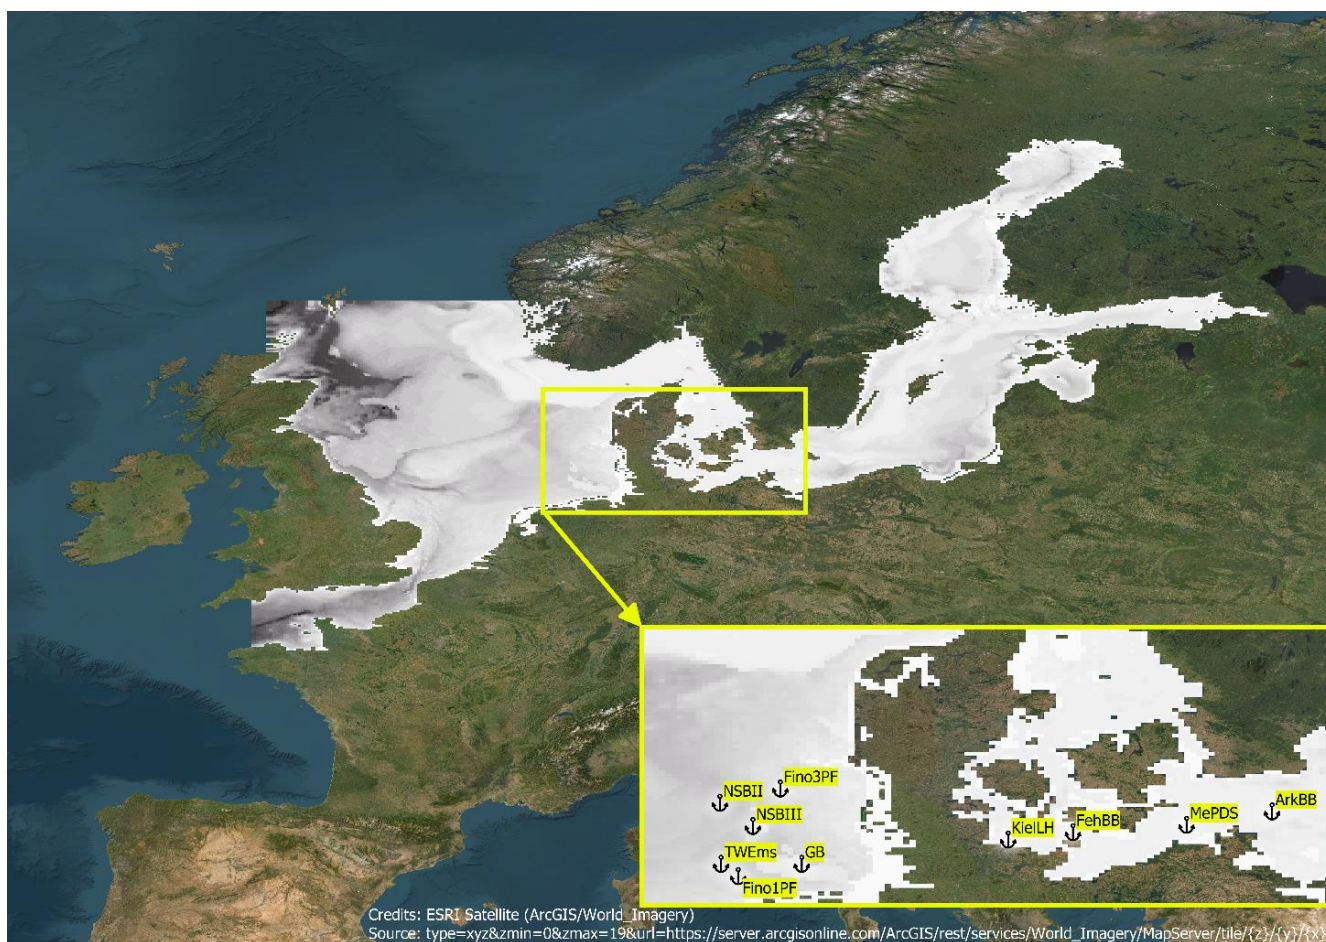 Fino3PF
NSBII
NSBIII
ArkBB
MePDS
FehBB
KielLH
TWEms
GB
Fino1PF
Credits: ESRI Satellite (ArcGIS/World_Imagery)
Source: type=xyz&zmin=0&zmax=19&url=https://server.arcgisonline.com/ArcGIS/rest/services/World_Imagery/MapServer/tile/{z}/{y}/{x}